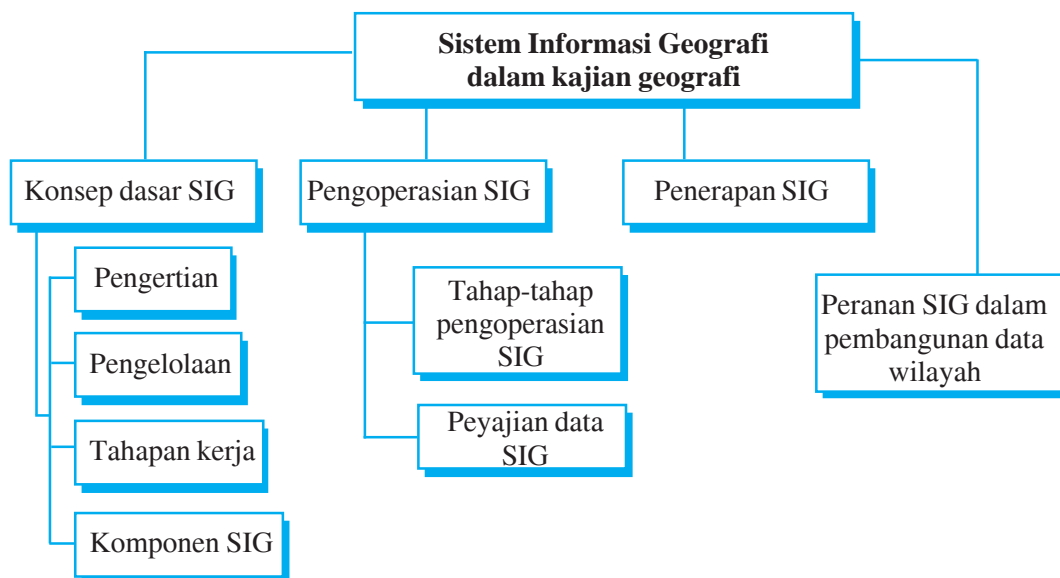 Sistem Informasi Geografi
dalam kajian geografi
Konsep dasar SIG
Pengertian
Pengelolaan
Tahapan kerja
Komponen SIG
Pengoperasian SIG
Tahap-tahap
pengoperasian
SIG
Peyajian data
SIG
Penerapan SIG
Peranan SIG dalam
pembangunan data
wilayah